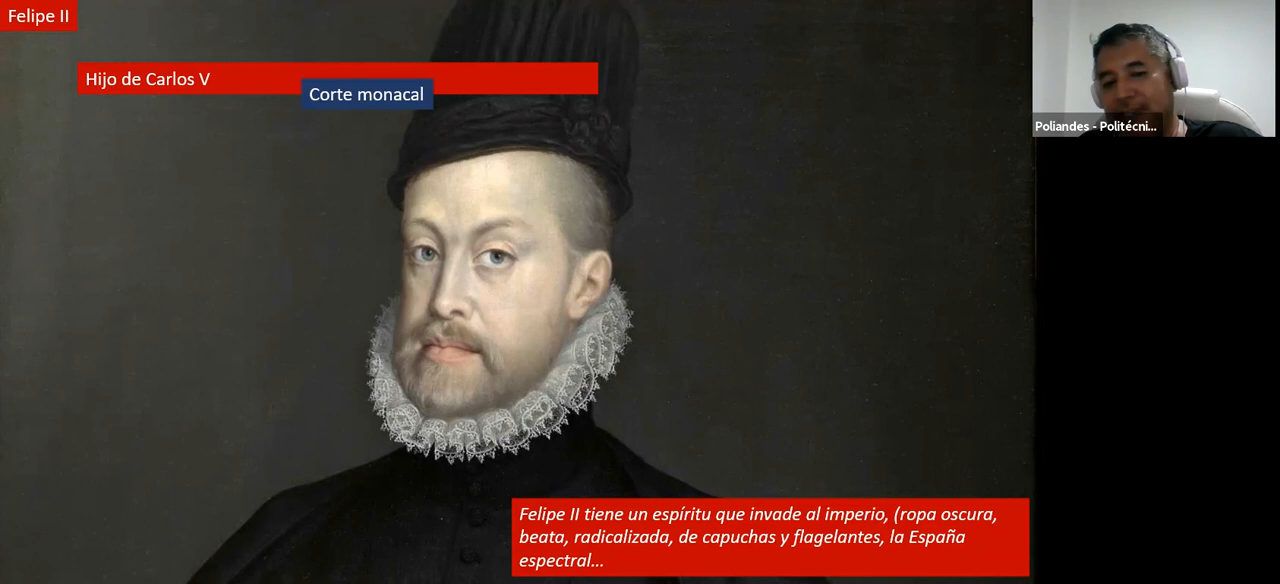 Felipe II
Hijo de Carlos V
Corte monacal
Poliandes - Politécni...
Felipe II tiene un espíritu que invade al imperio, (ropa oscura,
beata, radicalizada, de capuchas y flagelantes, la España
espectral...